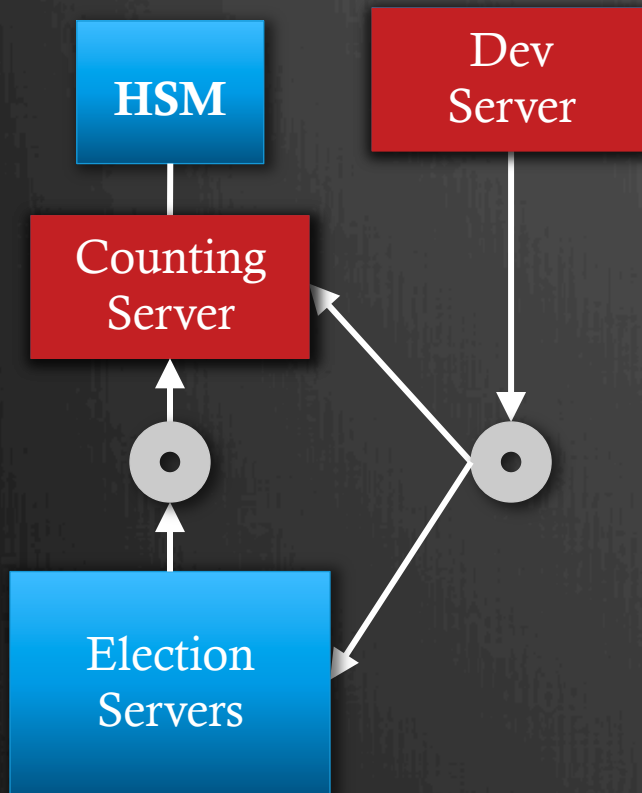 HSM
Dev
Server
Counting
Server
Election
Servers